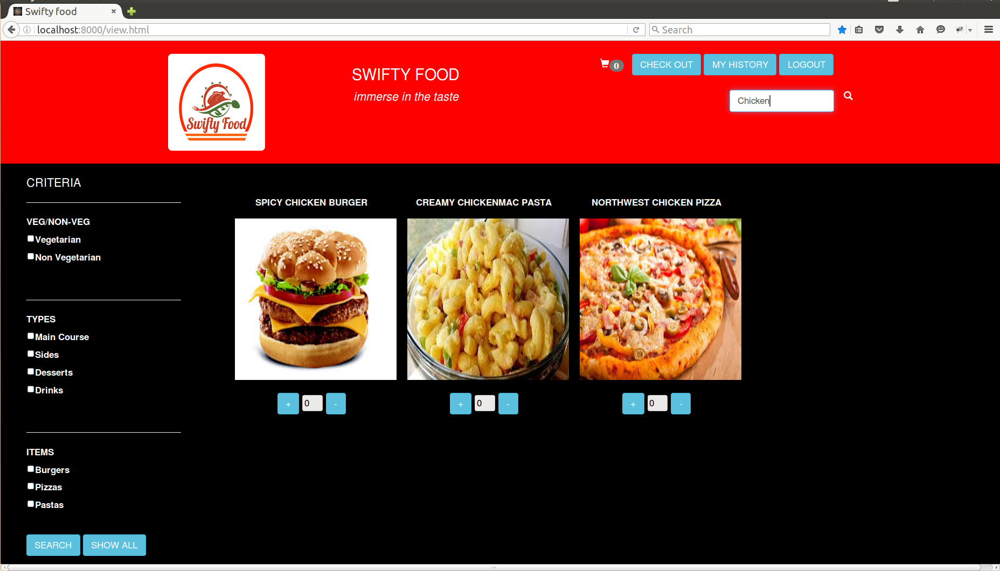 Swifty food
localhost:8000/view.html
Search
Swifty Food
SWIFTY FOOD
immerse in the taste
0
CHECK OUT
MY HISTORY
LOGOUT
Chicken
CRITERIA
VEG/NON-VEG
Vegetarian
Non Vegetarian
TYPES
Main Course
Sides
Desserts
Drinks
ITEMS
Burgers
Pizzas
Pastas
SEARCH
SHOW ALL
SPICY CHICKEN BURGER
+ 0 -
CREAMY CHICKENMAC PASTA
+ 0 -
NORTHWEST CHICKEN PIZZA
+ 0 -